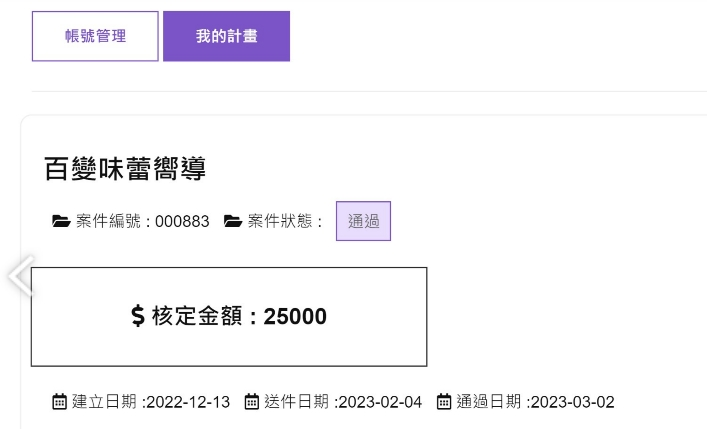 帳號管理 我的計畫
百變味蕾嚮導
案件編號 : 000883 案件狀態 : 通過
$ 核定金額 : 25000
建立日期 :2022-12-13 送件日期 :2023-02-04 通過日期 :2023-03-02